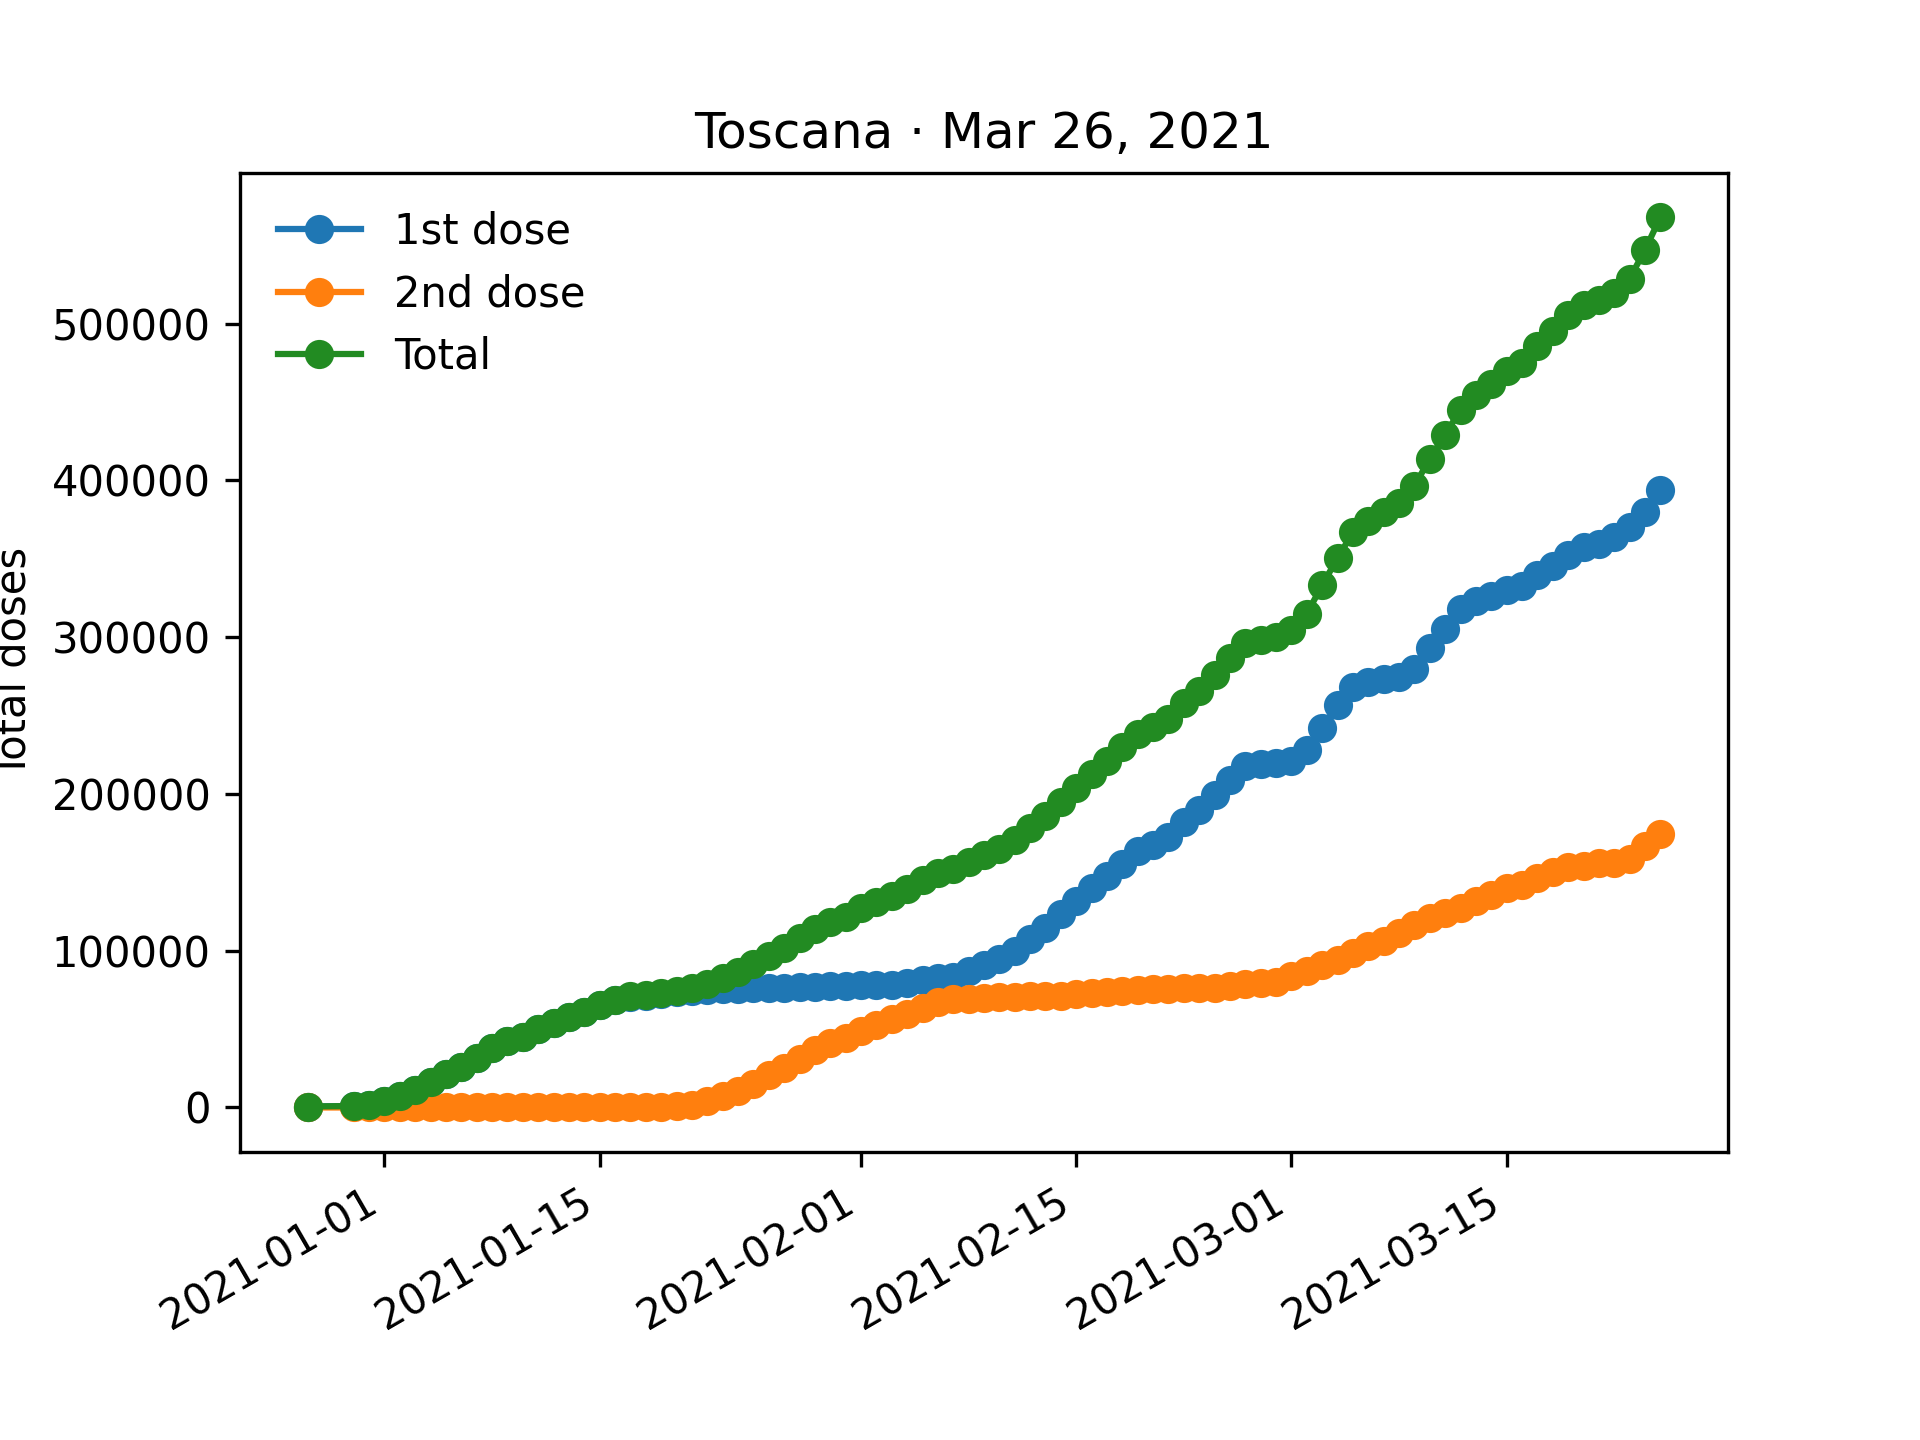 Toscana · Mar 26, 2021
1st dose
2nd dose
Total
500000
400000
300000
200000
100000
0
Total doses
2021-01-01
2021-01-15
2021-02-01
2021-02-15
2021-03-01
2021-03-15